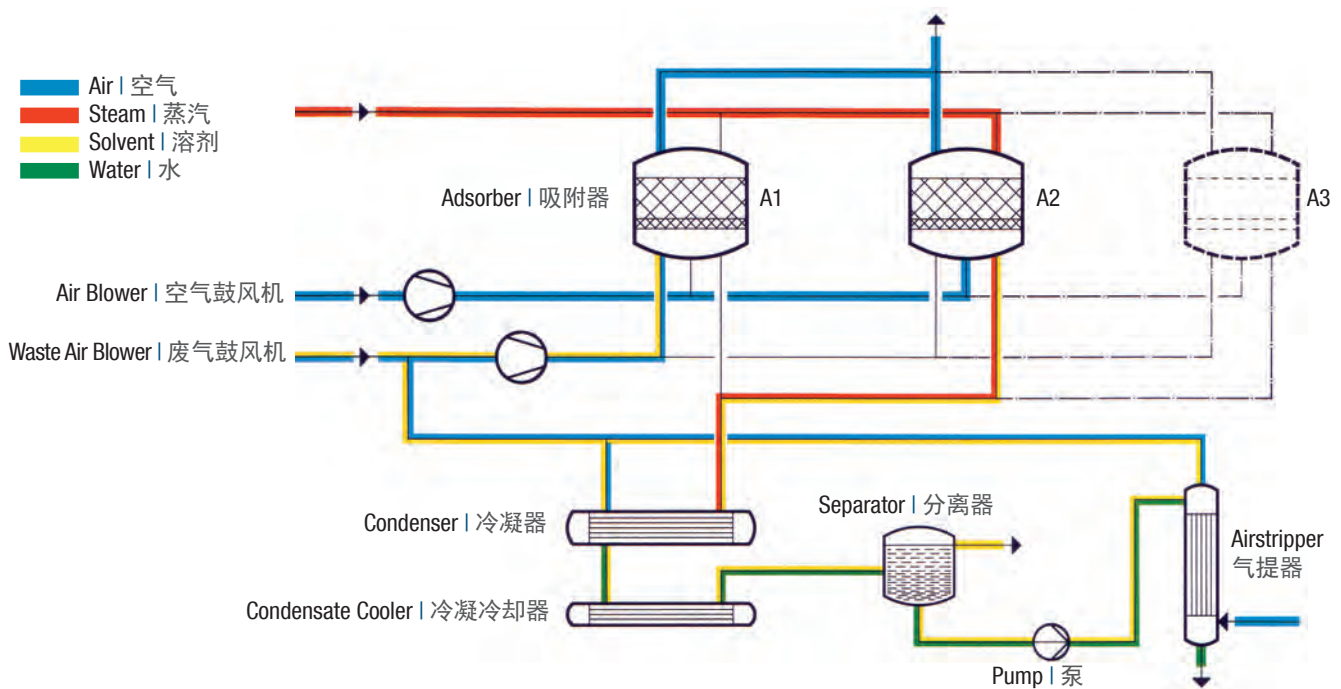 Air | 空气
Steam | 蒸汽
Solvent | 溶剂
Water | 水
Adsorber | 吸附器
A1
A2
A3
Air Blower | 空气鼓风机
Waste Air Blower | 废气鼓风机
Condenser | 冷凝器
Separator | 分离器
Airstripper
气提器
Condensate Cooler | 冷凝冷却器
Pump | 泵